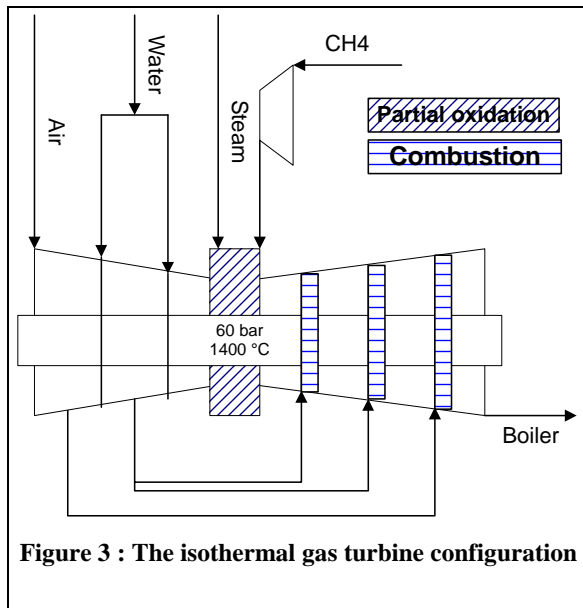 CH4
Water
Air
Steam
Partial oxidation
Combustion
60 bar
1400 °C
Boiler
Figure 3 : The isothermal gas turbine configuration